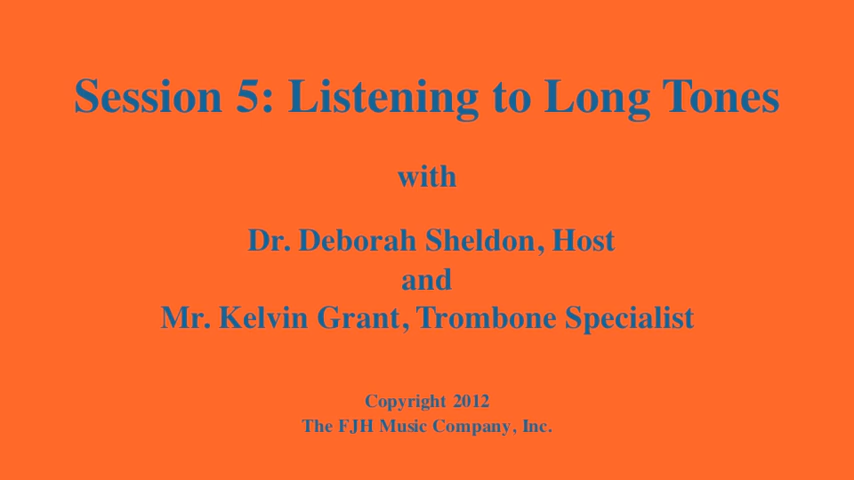 Session 5: Listening to Long Tones
with
Dr. Deborah Sheldon, Host
and
Mr. Kelvin Grant, Trombone Specialist
Copyright 2012
The FJH Music Company, Inc.